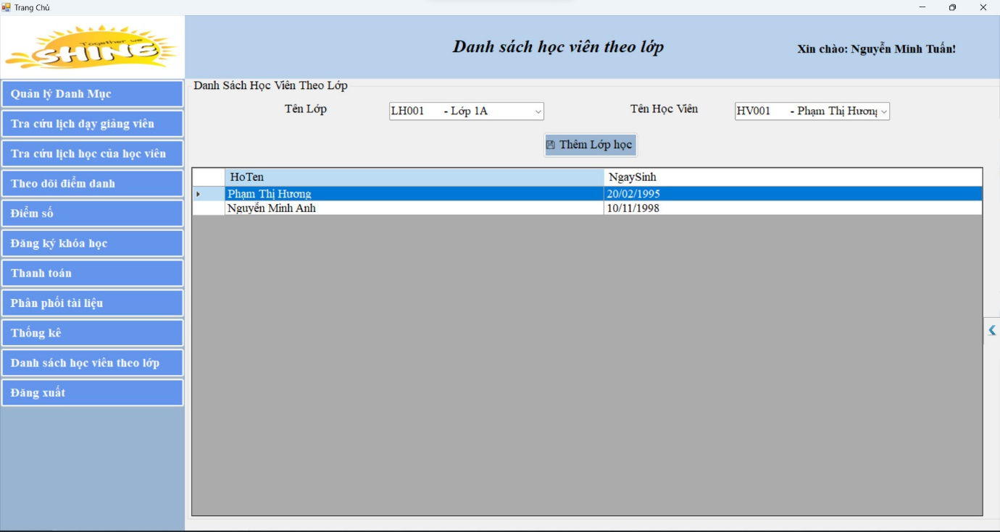 Trang Chủ
Together we
SHINE
Danh sách học viên theo lớp
Xin chào: Nguyễn Minh Tuấn!
Quản lý Danh Mục
Tra cứu lịch dạy giảng viên
Tra cứu lịch học của học viên
Theo dõi điểm danh
Điểm số
Đăng ký khóa học
Thanh toán
Phân phối tài liệu
Thống kê
Danh sách học viên theo lớp
Đăng xuất
Danh Sách Học Viên Theo Lớp
Tên Lớp LH001 - Lớp 1A Tên Học Viên HV001 - Phạm Thị Hương
Thêm Lớp học
HoTen NgaySinh
Phạm Thị Hương 20/02/1995
Nguyễn Minh Anh 10/11/1998